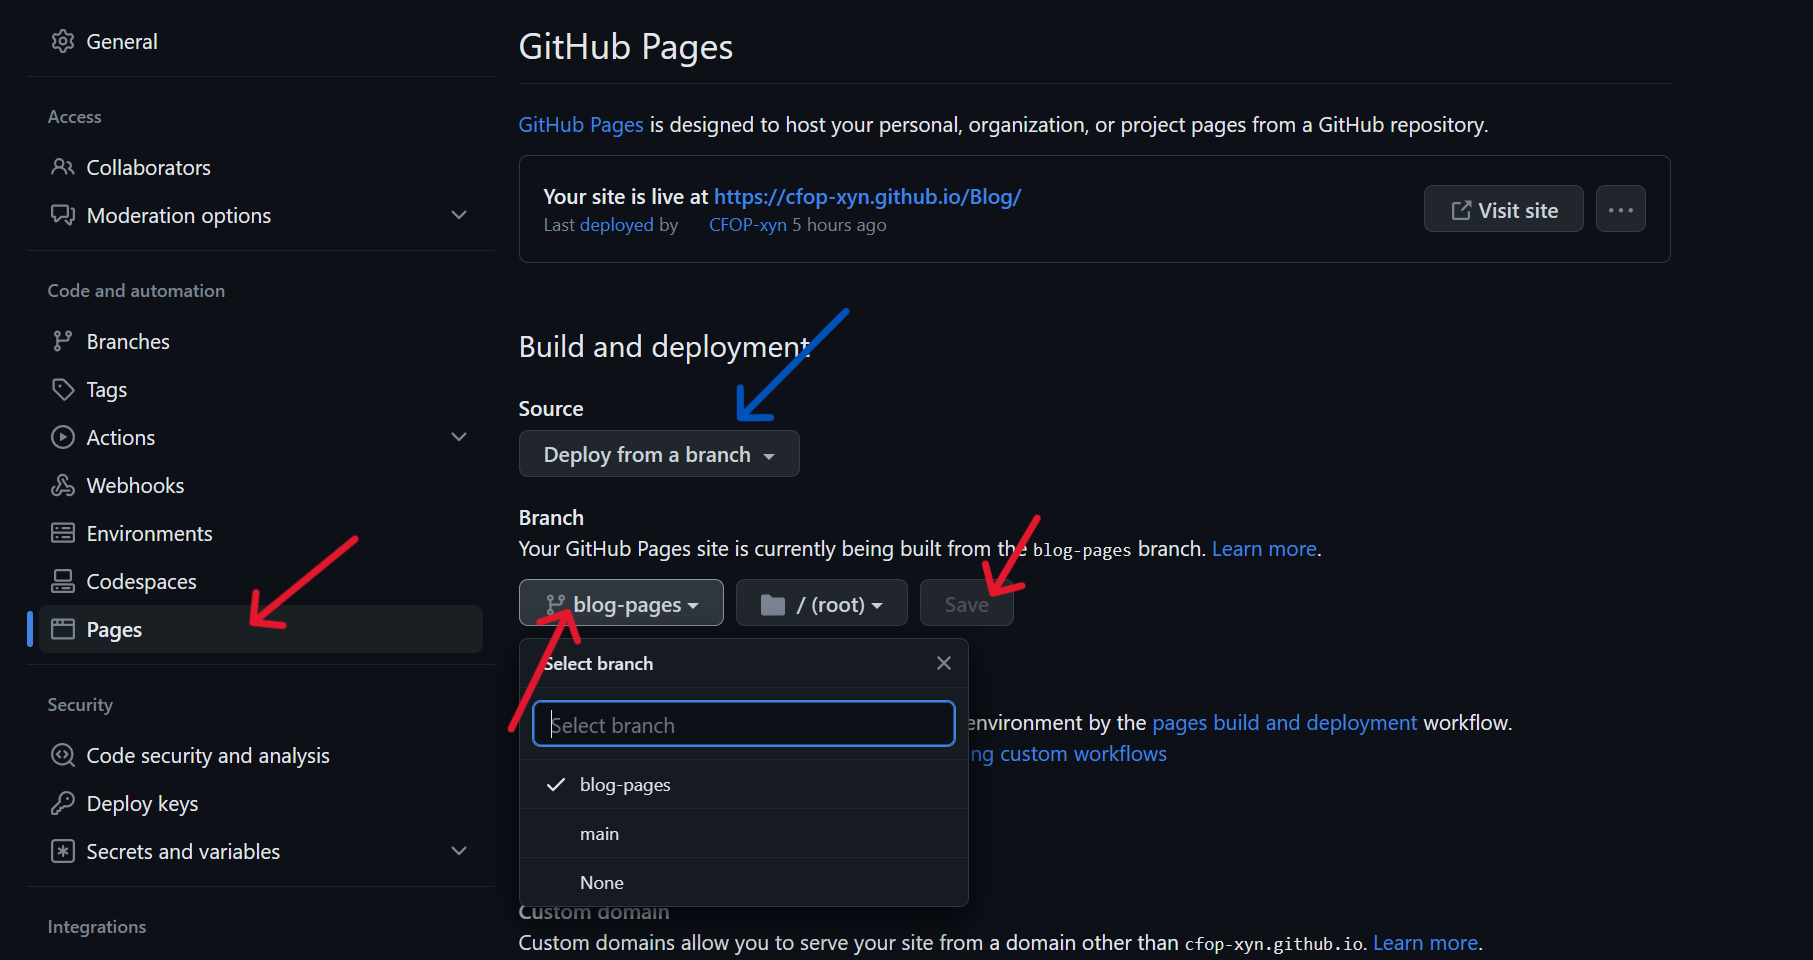 General
Access
Collaborators
Moderation options
Code and automation
Branches
Tags
Actions
Webhooks
Environments
Codespaces
Pages
Security
Code security and analysis
Deploy keys
Secrets and variables
Integrations
GitHub Pages
GitHub Pages is designed to host your personal, organization, or project pages from a GitHub repository.
Your site is live at https://cfop-xyn.github.io/Blog/
Last deployed by CFOP-xyn 5 hours ago
Visit site
Build and deployment
Source
Deploy from a branch
Branch
Your GitHub Pages site is currently being built from the blog-pages branch. Learn more.
blog-pages / (root) Save
Select branch
Select branch
environment by the pages build and deployment workflow.
ng custom workflows
blog-pages
main
None
Custom domain
Custom domains allow you to serve your site from a domain other than cfop-xyn.github.io. Learn more.